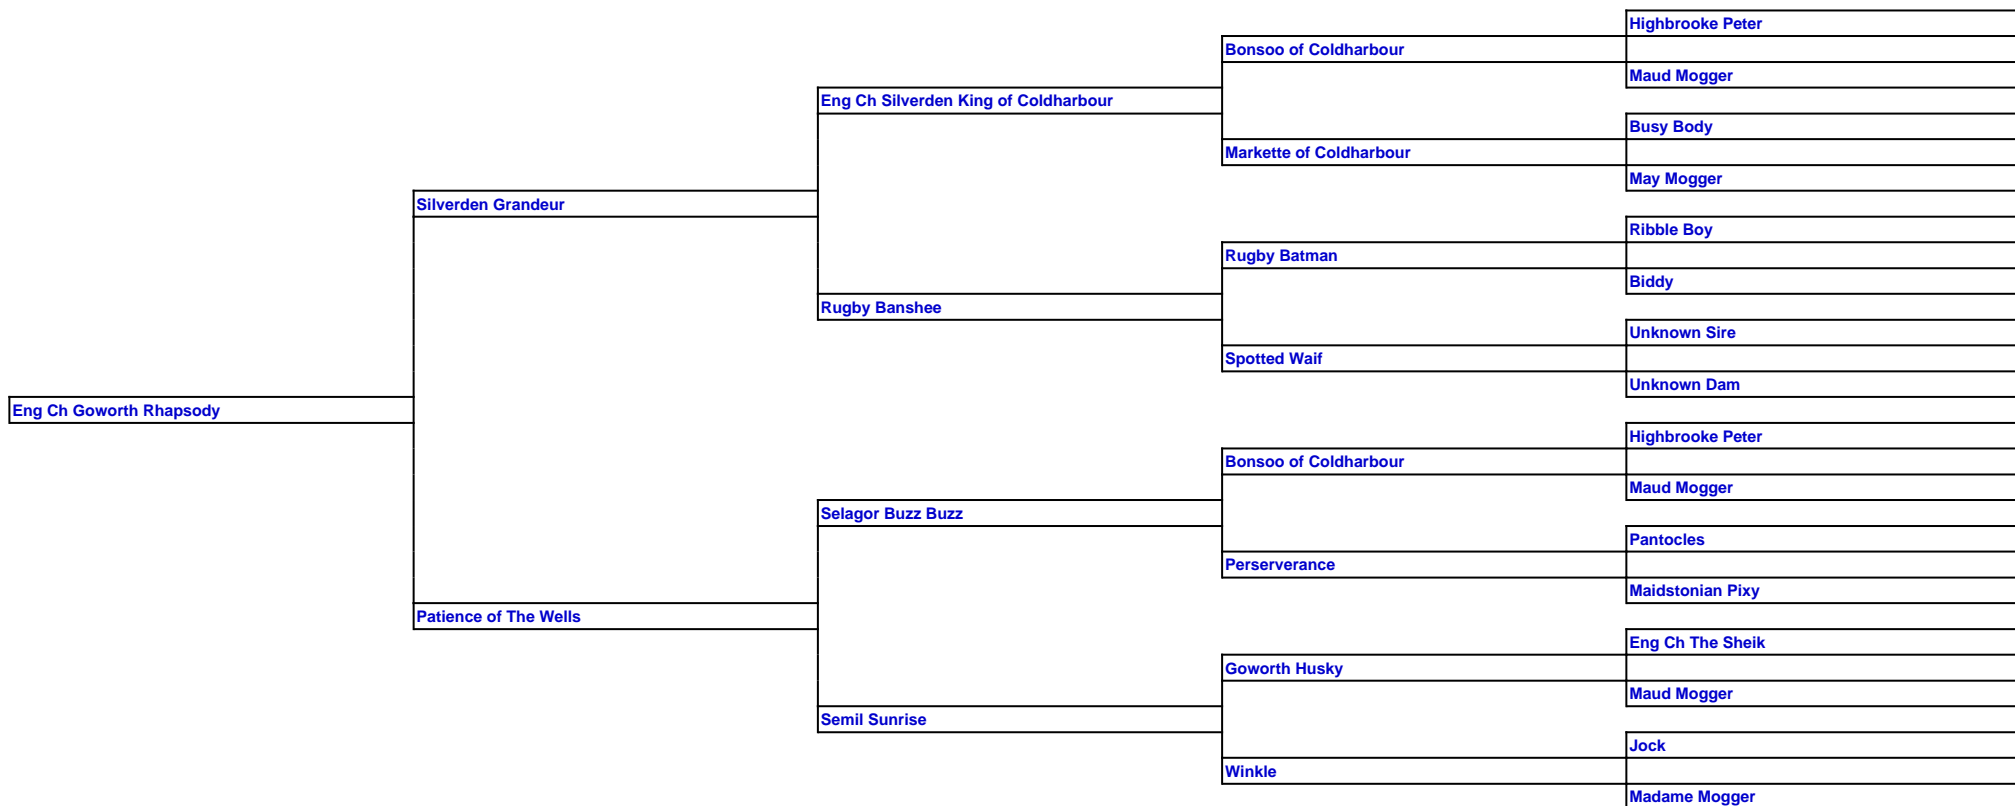 Highbrooke Peter
Bonsoo of Coldharbour
Maud Mogger
Eng Ch Silverden King of Coldharbour
Busy Body
Markette of Coldharbour
May Mogger
Silverden Grandeur
Ribble Boy
Rugby Batman
Biddy
Rugby Banshee
Unknown Sire
Spotted Waif
Unknown Dam
Eng Ch Goworth Rhapsody
Highbrooke Peter
Bonsoo of Coldharbour
Maud Mogger
Selagor Buzz Buzz
Pantocles
Perserverance
Maidstonian Pixy
Patience of The Wells
Eng Ch The Sheik
Goworth Husky
Maud Mogger
Semil Sunrise
Jock
Winkle
Madame Mogger